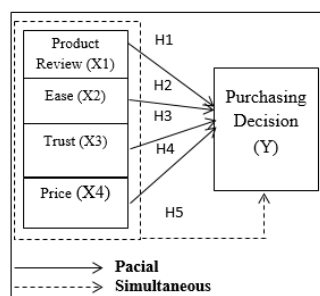 Product
Review (X1)
Ease (X2)
Trust (X3)
Price (X4)
H1
H2
H3
H4
H5
Purchasing
Decision
(Y)
Pacial
Simultaneous